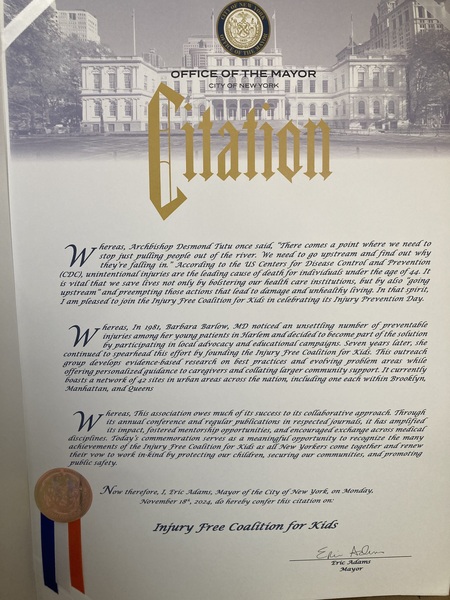 OFFICE OF THE MAYOR
CITY OF NEW YORK
Citation
Whereas, Archbishop Desmond Tutu once said, "There comes a point where we need to
stop just pulling people out of the river. We need to go upstream and find out why
they're falling in." According to the US Centers for Disease Control and Prevention
(CDC), unintentional injuries are the leading cause of death for individuals under the age of 44. It
is vital that we save lives not only by bolstering our health care institutions, but by also "going
upstream" and preempting those actions that lead to damage and unhealthy living. In that spirit,
I am pleased to join the Injury Free Coalition for Kids in celebrating its Injury Prevention Day.
Whereas, In 1981, Barbara Barlow, MD noticed an unsettling number of preventable
injuries among her young patients in Harlem and decided to become part of the solution
by participating in local advocacy and educational campaigns. Seven years later, she
continued to spearhead this effort by founding the Injury Free Coalition for Kids. This outreach
group develops evidence-based research on best practices and evolving problem areas while
offering personalized guidance to caregivers and collating larger community support. It currently
boasts a network of 42 sites in urban areas across the nation, including one each within Brooklyn,
Manhattan, and Queens
Whereas, This association owes much of its success to its collaborative approach. Through
its annual conference and regular publications in respected journals, it has amplified
its impact, fostered mentorship opportunities, and encouraged exchange across medical
disciplines. Today's commemoration serves as a meaningful opportunity to recognize the many
achievements of the Injury Free Coalition for Kids as all New Yorkers come together and renew
their vow to work in-kind by protecting our children, securing our communities, and promoting
public safety.
Now therefore, I, Eric Adams, Mayor of the City of New York, on Monday,
November 18th, 2024, do hereby confer this citation on:
Injury Free Coalition for Kids
Eric Adams
Eric Adams
Mayor